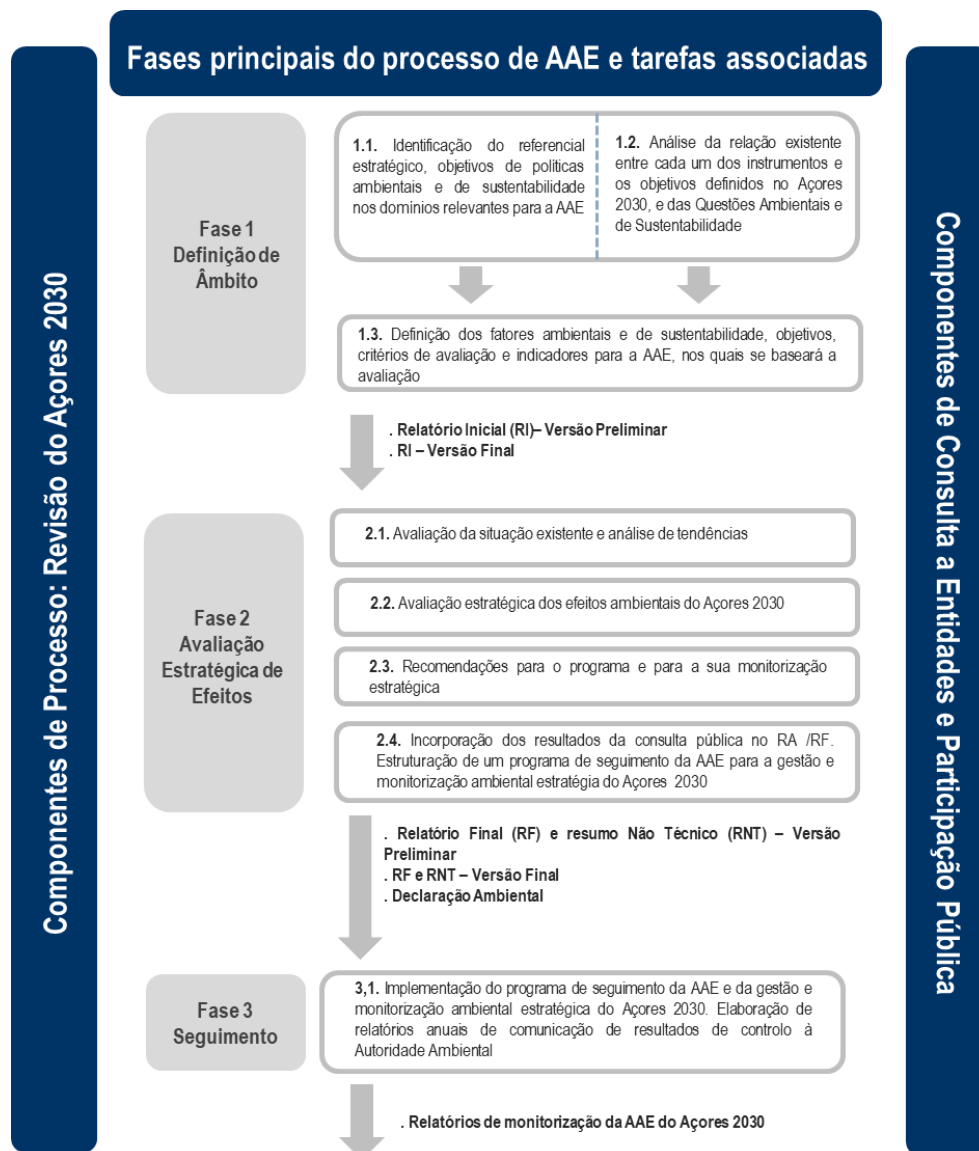 Fases principais do processo de AAE e tarefas associadas
Componentes de Processo: Revisão do Açores 2030
Fase 1
Definição de
Âmbito
1.1. Identificação do referencial
estratégico, objetivos de políticas
ambientais e de sustentabilidade
nos domínios relevantes para a AAE
1.2. Análise da relação existente
entre cada um dos instrumentos e
os objetivos definidos no Açores
2030, e das Questões Ambientais e
de Sustentabilidade
1.3. Definição dos fatores ambientais e de sustentabilidade, objetivos,
critérios de avaliação e indicadores para a AAE, nos quais se baseará a
avaliação
. Relatório Inicial (RI)– Versão Preliminar
. RI – Versão Final
Fase 2
Avaliação
Estratégica de
Efeitos
2.1. Avaliação da situação existente e análise de tendências
2.2. Avaliação estratégica dos efeitos ambientais do Açores 2030
2.3. Recomendações para o programa e para a sua monitorização
estratégica
2.4. Incorporação dos resultados da consulta pública no RA /RF.
Estruturação de um programa de seguimento da AAE para a gestão e
monitorização ambiental estratégia do Açores 2030
. Relatório Final (RF) e resumo Não Técnico (RNT) – Versão
Preliminar
. RF e RNT – Versão Final
. Declaração Ambiental
Fase 3
Seguimento
3,1. Implementação do programa de seguimento da AAE e da gestão e
monitorização ambiental estratégica do Açores 2030. Elaboração de
relatórios anuais de comunicação de resultados de controlo à
Autoridade Ambiental
. Relatórios de monitorização da AAE do Açores 2030
Componentes de Consulta a Entidades e Participação Pública